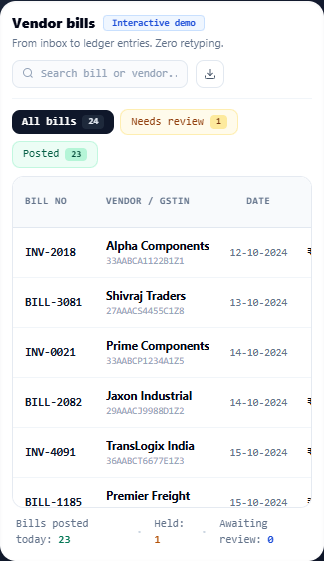 Vendor bills Interactive demo
From inbox to ledger entries. Zero retyping.
Search bill or vendor..
All bills 24 Needs review 1
Posted 23
BILL NO VENDOR / GSTIN DATE
INV-2018 Alpha Components 12-10-2024 ₹
33AABCA1122B1Z1
BILL-3081 Shivraj Traders 13-10-2024
27AAACS4455C1Z8
INV-0021 Prime Components 14-10-2024
33AABCP1234A1Z5
BILL-2082 Jaxon Industrial 14-10-2024 ₹
29AAACJ9988D1Z2
INV-4091 TransLogix India 15-10-2024 ₹
36AABCT6677E1Z3
BILL-1185 Premier Freight 15-10-2024 ₹
Bills posted today: 23 · Held: 1 · Awaiting review: 0